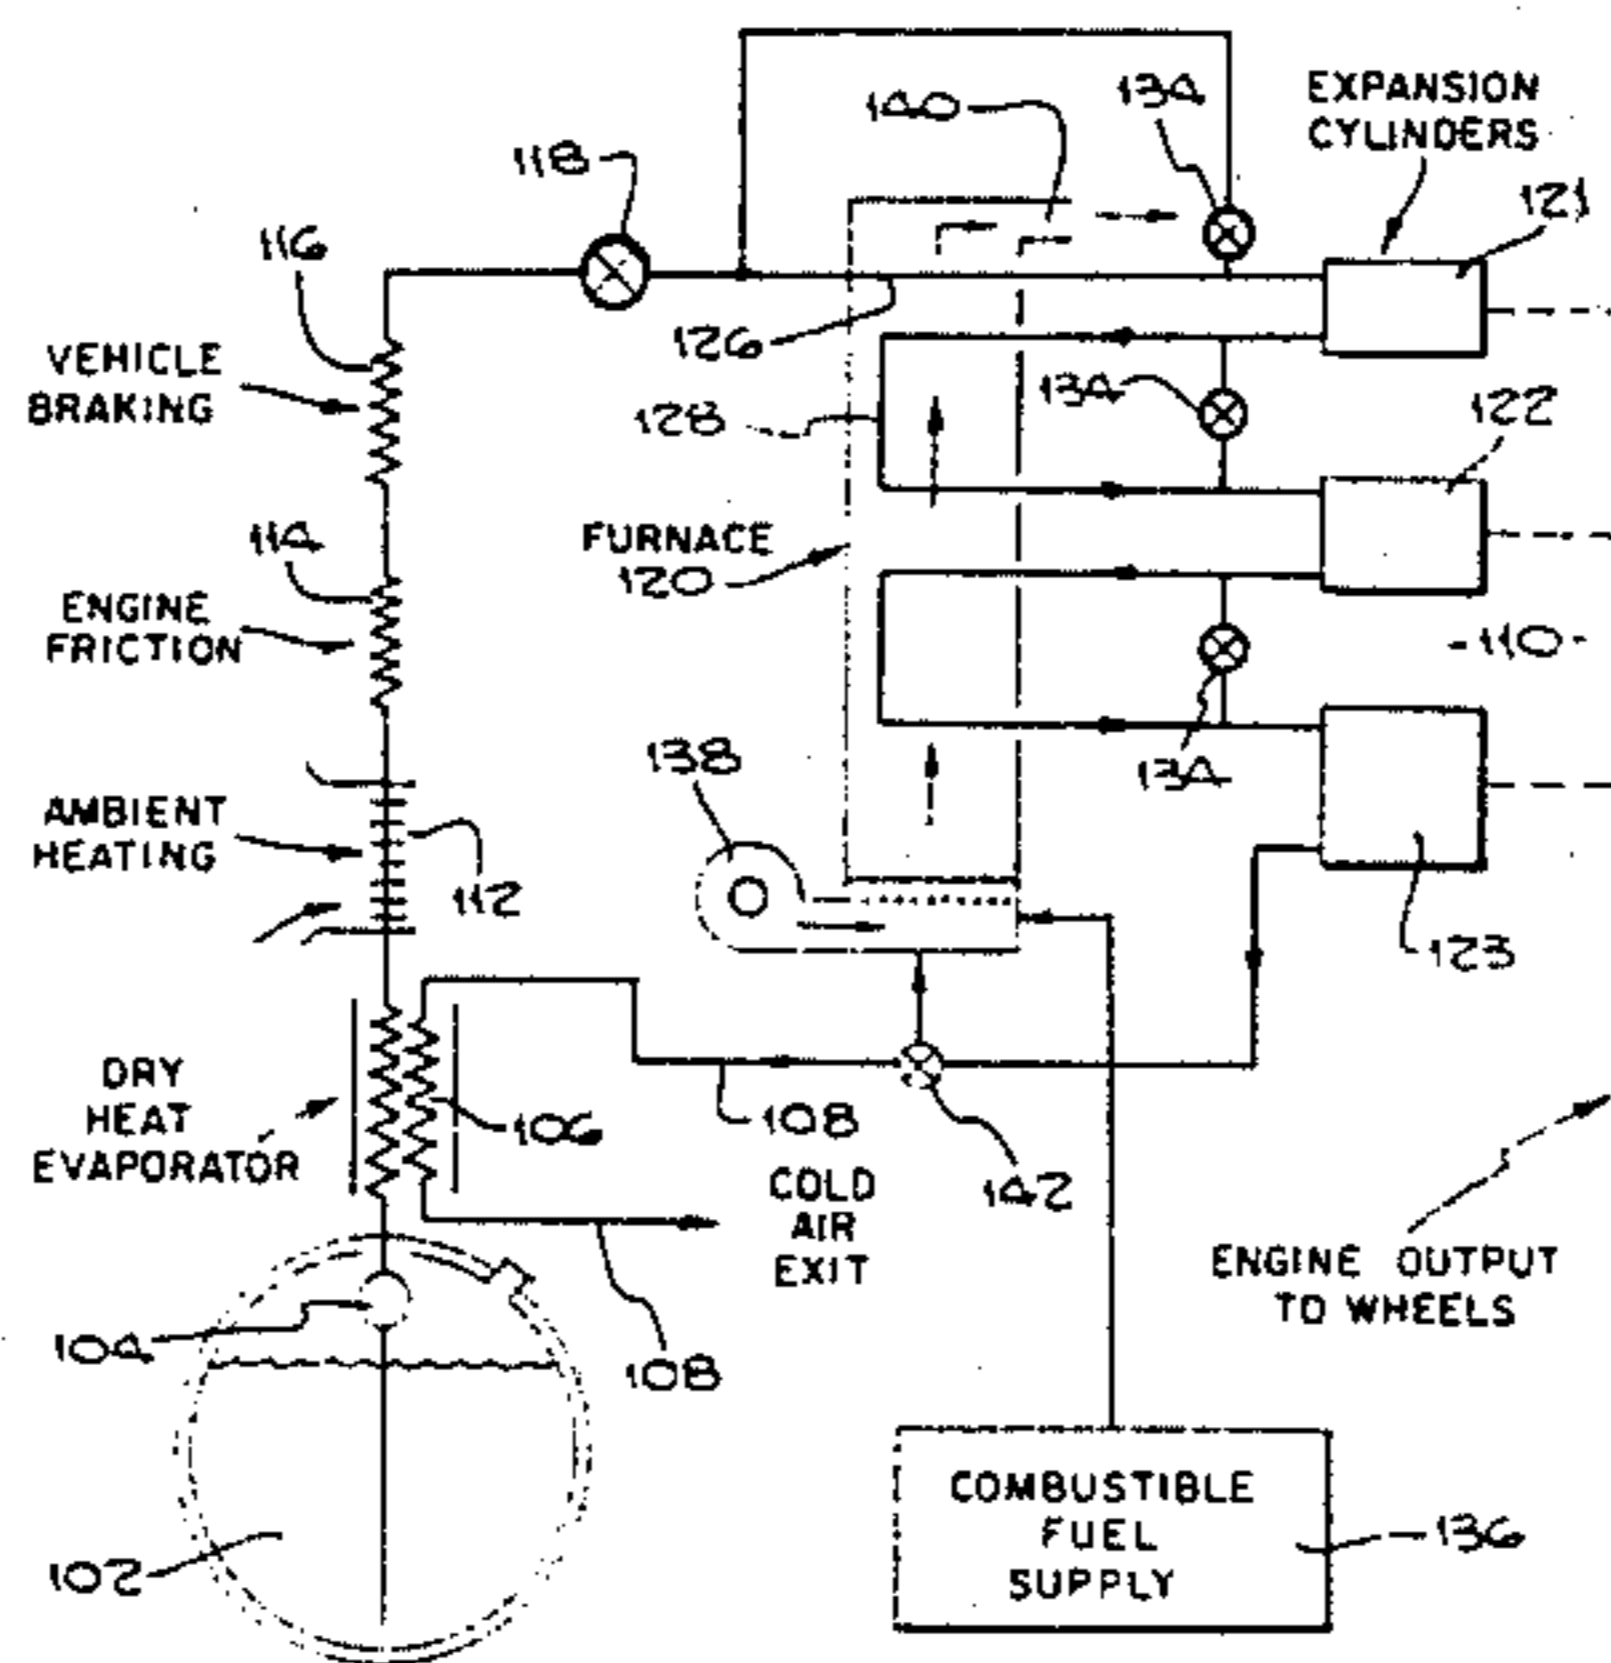 140
134
EXPANSION
CYLINDERS
118
121
116
126
VEHICLE
BRAKING
134
122
128
114
FURNACE
120
ENGINE
FRICTION
-110-
138
134
AMBIENT
HEATING
112
123
DRY
HEAT
EVAPORATOR
106
108
142
COLD
AIR
EXIT
ENGINE OUTPUT
TO WHEELS
104
108
COMBUSTIBLE
FUEL
SUPPLY
136
102